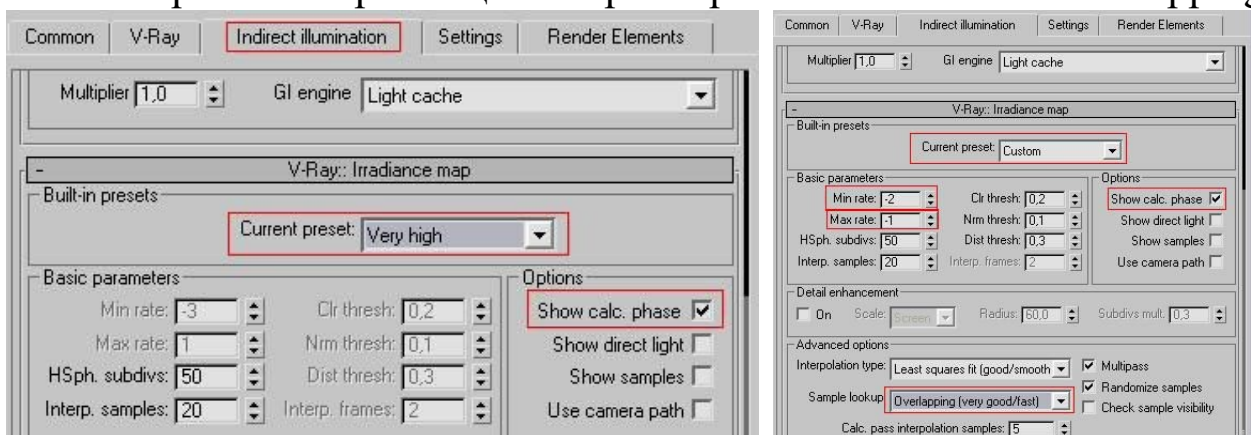 Common V-Ray Indirect illumination Settings Render Elements
Multiplier 1,0 GI engine Light cache
- V-Ray:: Irradiance map
Built-in presets
Current preset: Very high
Basic parameters Options
Min rate: -3 Clr thresh: 0,2 Show calc. phase
Max rate: 1 Nrm thresh: 0,1 Show direct light
HSph. subdivs: 50 Dist thresh: 0,3 Show samples
Interp. samples: 20 Interp. frames: 2 Use camera path
Common V-Ray Indirect illumination Settings Render Elements
Multiplier 1,0 GI engine Light cache
- V-Ray:: Irradiance map
Built-in presets
Current preset: Custom
Basic parameters Options
Min rate: -2 Clr thresh: 0,2 Show calc. phase
Max rate: -1 Nrm thresh: 0,1 Show direct light
HSph. subdivs: 50 Dist thresh: 0,3 Show samples
Interp. samples: 20 Interp. frames: 2 Use camera path
Detail enhancement
On Scale: Screen Radius: 60,0 Subdivs mult. 0,3
Advanced options
Interpolation type: Least squares fit (good/smooth Multipass
Randomize samples
Sample lookup Overlapping (very good/fast) Check sample visibility
Calc. pass interpolation samples: 5